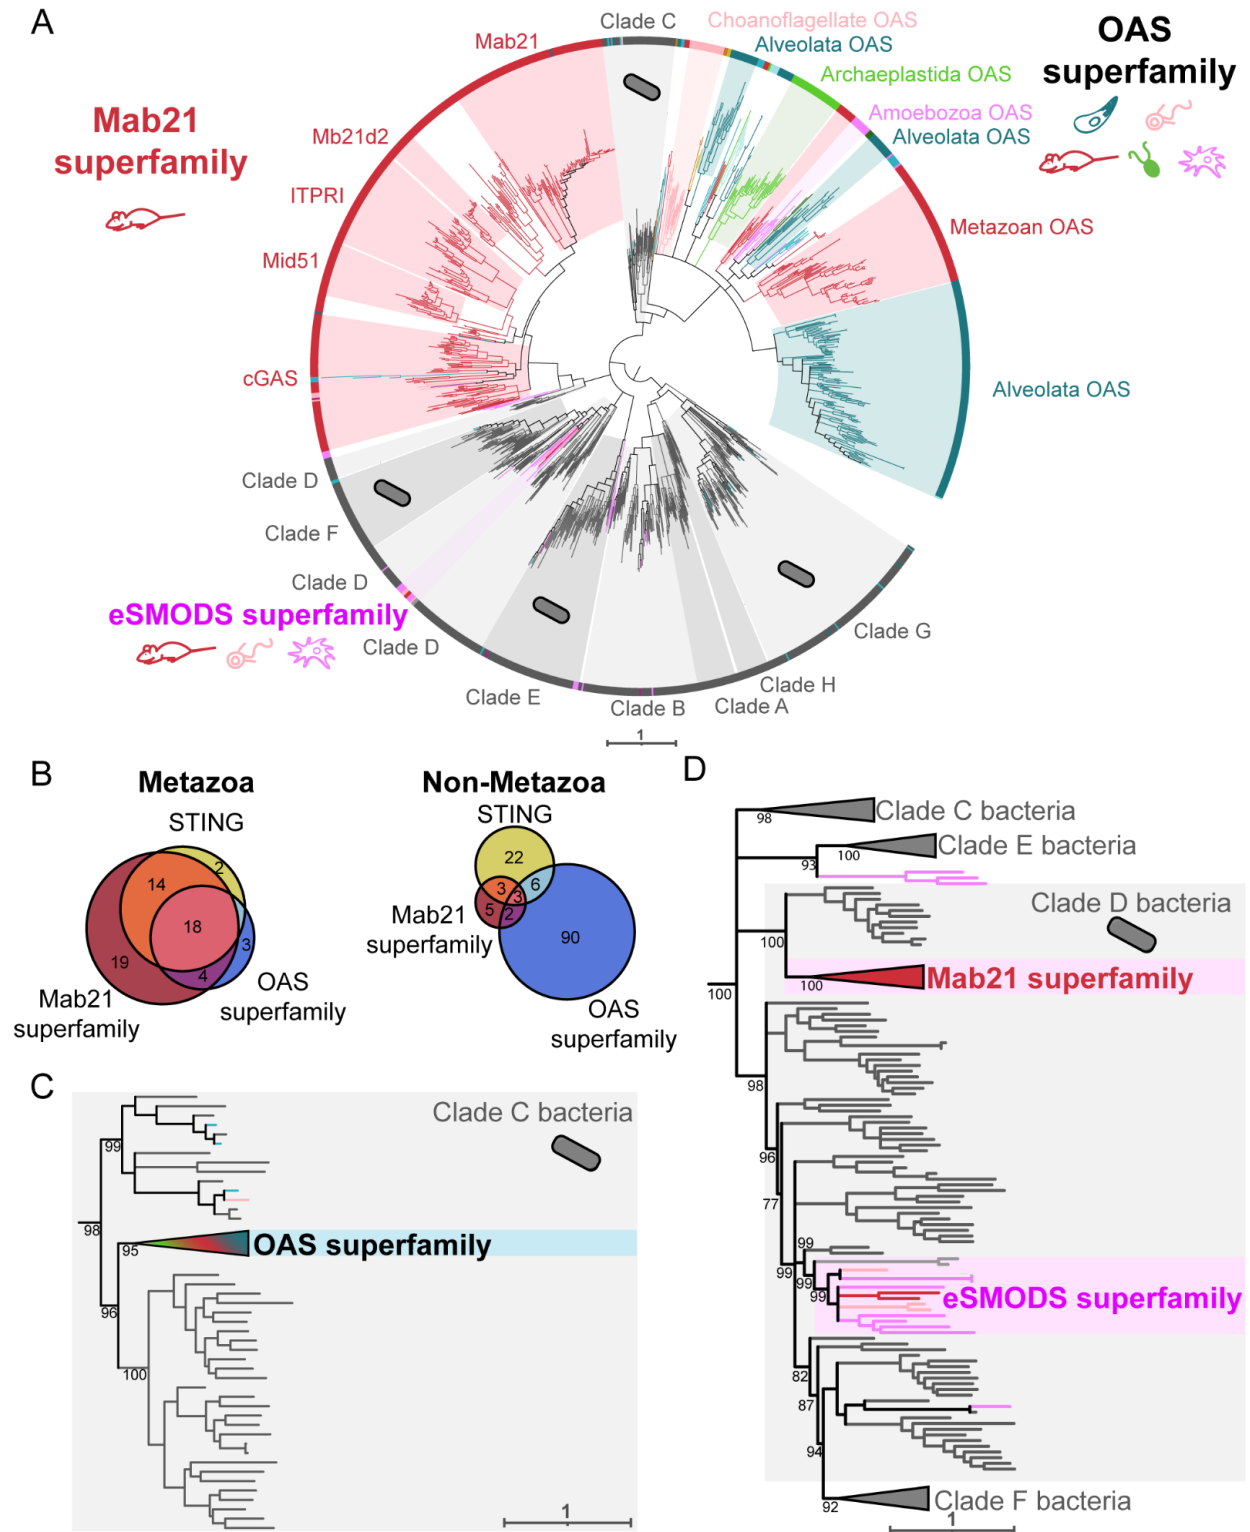 A
Clade C
Choanoflagellate OAS
Alveolata OAS
Archaeplastida OAS
Amoebozoa OAS
Alveolata OAS
Metazoan OAS
Alveolata OAS
OAS
superfamily
Mab21
Mab21
superfamily
Mb21d2
ITPRI
Mid51
cGAS
Clade D
Clade F
Clade D
eSMODS superfamily
Clade D
Clade E
Clade B
Clade A
Clade H
Clade G
1
B
Metazoa
STING
2
14
18
3
19
4
Mab21
superfamily
OAS
superfamily
Non-Metazoa
STING
22
3
6
3
5
2
90
Mab21
superfamily
OAS
superfamily
C
Clade C bacteria
99
98
95
OAS superfamily
96
100
1
D
98
Clade C bacteria
100
Clade E bacteria
93
Clade D bacteria
100
100
Mab21 superfamily
100
98
96
77
99
99
99
99
eSMODS superfamily
82
87
94
92
Clade F bacteria
1